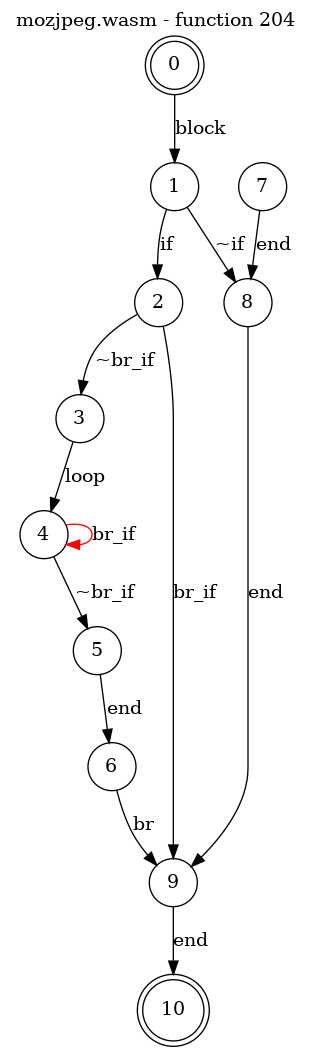 mozjpeg.wasm - function 204
0
block
1
7
if
~if
end
2
8
~br_if
3
loop
4
br_if
~br_if
br_if
end
5
end
6
br
9
end
10